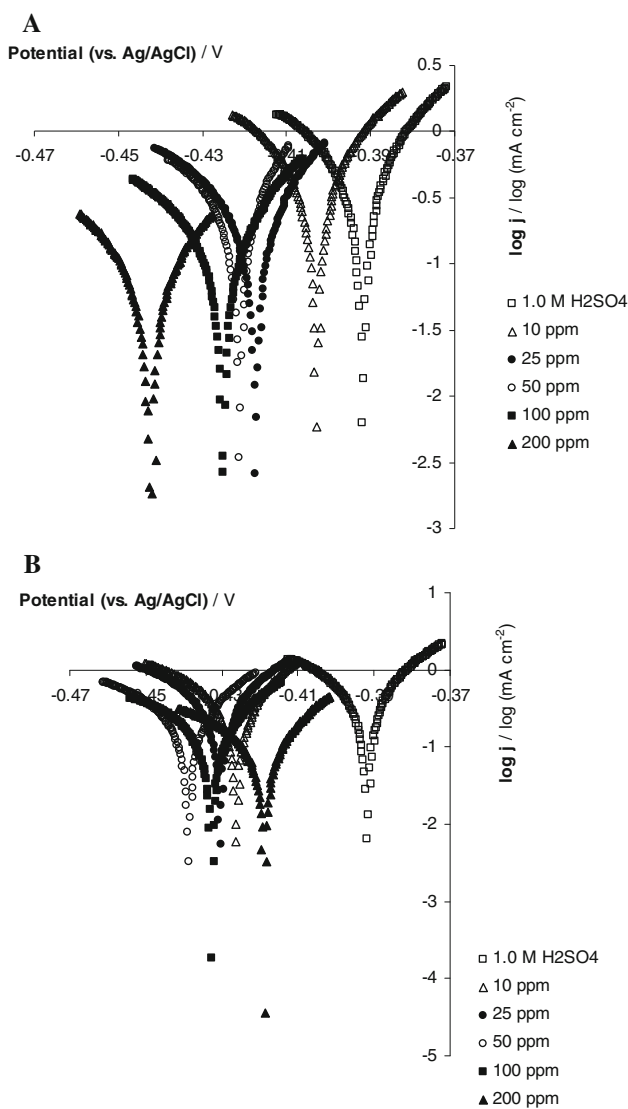 A
Potential (vs. Ag/AgCl) / V
0.5
0
-0.47 -0.45 -0.43 -0.41 -0.39 -0.37
-0.5
-1
-1.5
-2
-2.5
-3
log j / log (mA cm-2)
1.0 M H2SO4
10 ppm
25 ppm
50 ppm
100 ppm
200 ppm
B
Potential (vs. Ag/AgCl) / V
1
0
-0.47 -0.45 -0.41 -0.37
-1
-2
-3
-4
-5
log j / log (mA cm-2)
1.0 M H2SO4
10 ppm
25 ppm
50 ppm
100 ppm
200 ppm